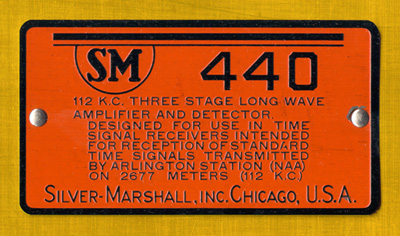 SM 440
112 K.C. THREE STAGE LONG WAVE
AMPLIFIER AND DETECTOR.
DESIGNED FOR USE IN TIME
SIGNAL RECEIVERS INTENDED
FOR RECEPTION OF STANDARD
TIME SIGNALS TRANSMITTED
BY ARLINGTON STATION (NAA)
ON 2677 METERS (112 K.C.)
SILVER-MARSHALL, INC. CHICAGO, U.S.A.